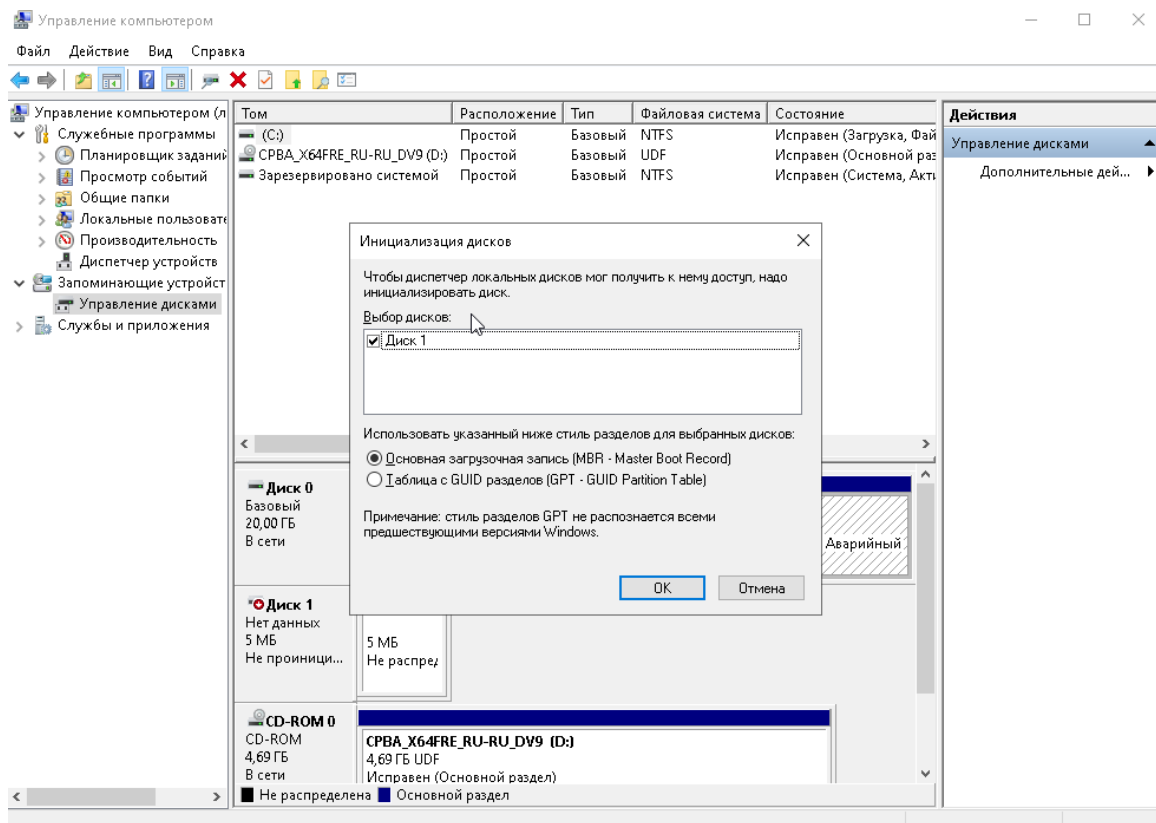 Управление компьютером
Файл Действие Вид Справка
Управление компьютером (л
Служебные программы
Планировщик заданий
Просмотр событий
Общие папки
Локальные пользовате
Производительность
Диспетчер устройств
Запоминающие устройст
Управление дисками
Службы и приложения
Том Расположение Тип Файловая система Состояние
(C:) Простой Базовый NTFS Исправен (Загрузка, Фай
CPBA_X64FRE_RU-RU_DV9 (D:) Простой Базовый UDF Исправен (Основной раз
Зарезервировано системой Простой Базовый NTFS Исправен (Система, Акти
Действия
Управление дисками
Дополнительные дей...
Инициализация дисков
Чтобы диспетчер локальных дисков мог получить к нему доступ, надо
инициализировать диск.
Выбор дисков:
Диск 1
Использовать указанный ниже стиль разделов для выбранных дисков:
Основная загрузочная запись (MBR - Master Boot Record)
Таблица с GUID разделов (GPT - GUID Partition Table)
Примечание: стиль разделов GPT не распознается всеми
предшествующими версиями Windows.
OK Отмена
Диск 0
Базовый
20,00 ГБ
В сети
Аварийный
Диск 1
Нет данных
5 МБ
Не проиници...
5 МБ
Не распред
CD-ROM 0
CD-ROM
4,69 ГБ
В сети
CPBA_X64FRE_RU-RU_DV9 (D:)
4,69 ГБ UDF
Исправен (Основной раздел)
Не распределена Основной раздел